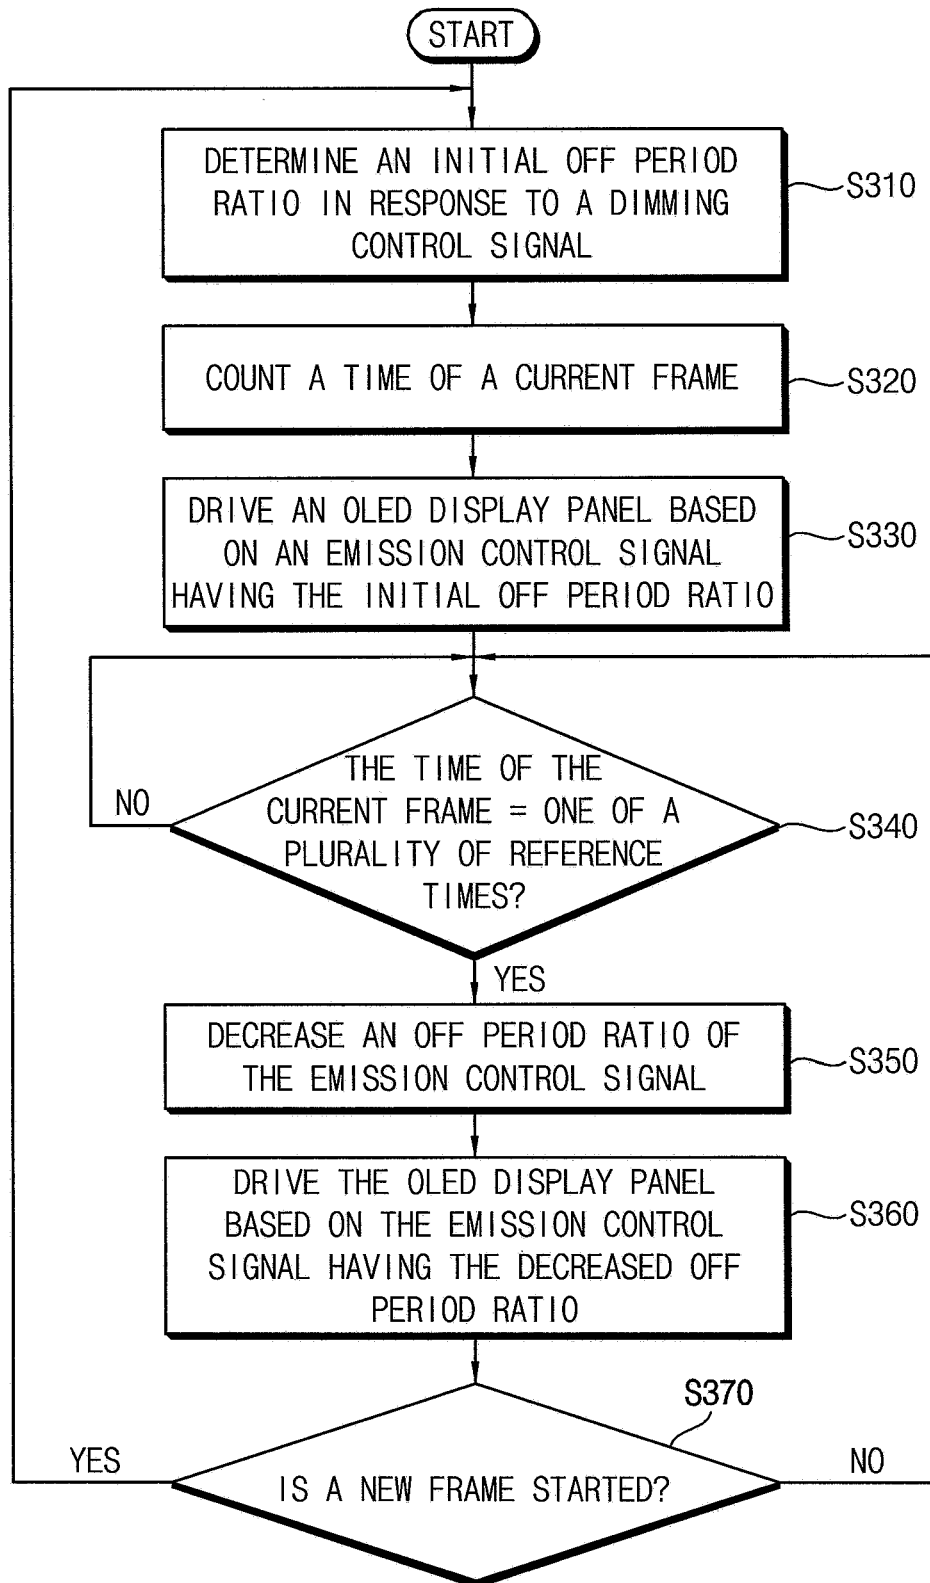 START
DETERMINE AN INITIAL OFF PERIOD
RATIO IN RESPONSE TO A DIMMING
CONTROL SIGNAL
S310
COUNT A TIME OF A CURRENT FRAME
S320
DRIVE AN OLED DISPLAY PANEL BASED
ON AN EMISSION CONTROL SIGNAL
HAVING THE INITIAL OFF PERIOD RATIO
S330
THE TIME OF THE
CURRENT FRAME = ONE OF A
PLURALITY OF REFERENCE
TIMES?
NO
S340
YES
DECREASE AN OFF PERIOD RATIO OF
THE EMISSION CONTROL SIGNAL
S350
DRIVE THE OLED DISPLAY PANEL
BASED ON THE EMISSION CONTROL
SIGNAL HAVING THE DECREASED OFF
PERIOD RATIO
S360
S370
YES
IS A NEW FRAME STARTED?
NO